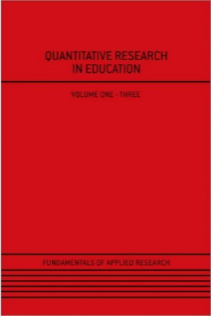 QUANTITATIVE RESEARCH
IN EDUCATION
VOLUME ONE - THREE
FUNDAMENTALS OF APPLIED RESEARCH